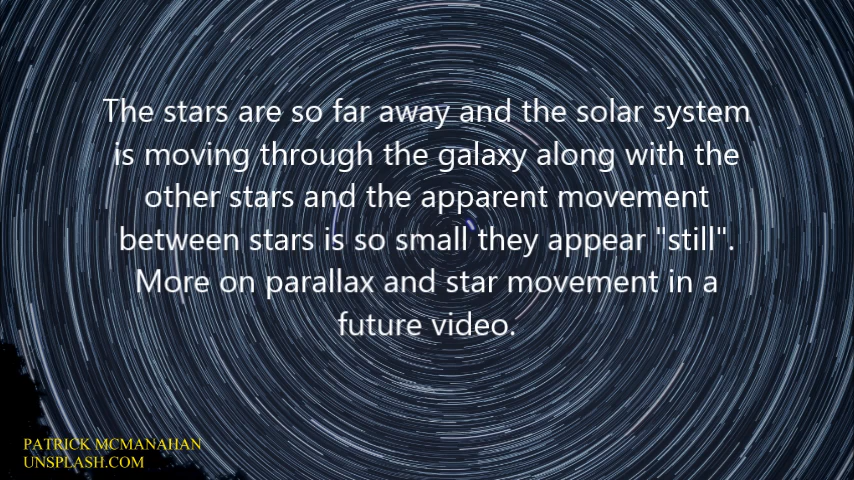 The stars are so far away and the solar system
is moving through the galaxy along with the
other stars and the apparent movement
between stars is so small they appear "still".
More on parallax and star movement in a
future video.
PATRICK MCMANAHAN
UNSPLASH.COM